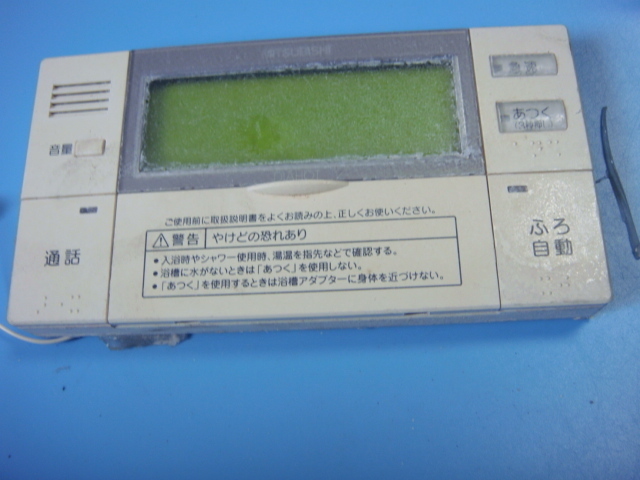 MITSUBISHI
急速
あつく
音量
ご使用前に取扱説明書をよくお読みの上、正しくお使いください。
警告 やけどの恐れあり
• 入浴時やシャワー使用時、湯温を指先などで確認する。
• 浴槽に水がないときは「あつく」を使用しない。
• 「あつく」を使用するときは浴槽アダプターに身体を近づけない。
通話
ふろ
自動